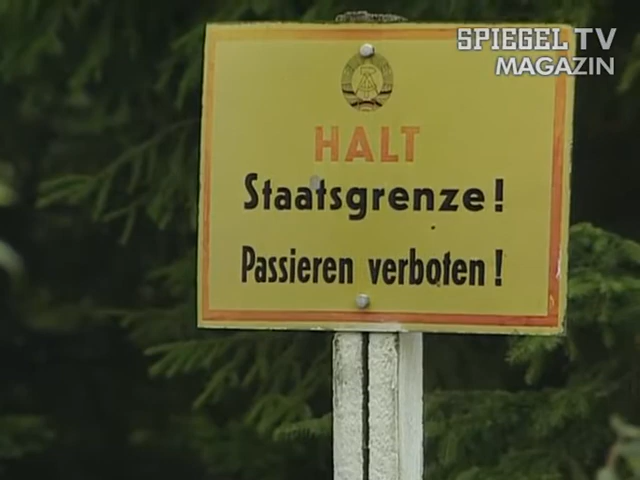 SPIEGEL TV
MAGAZIN
HALT
Staatsgrenze!
Passieren verboten!